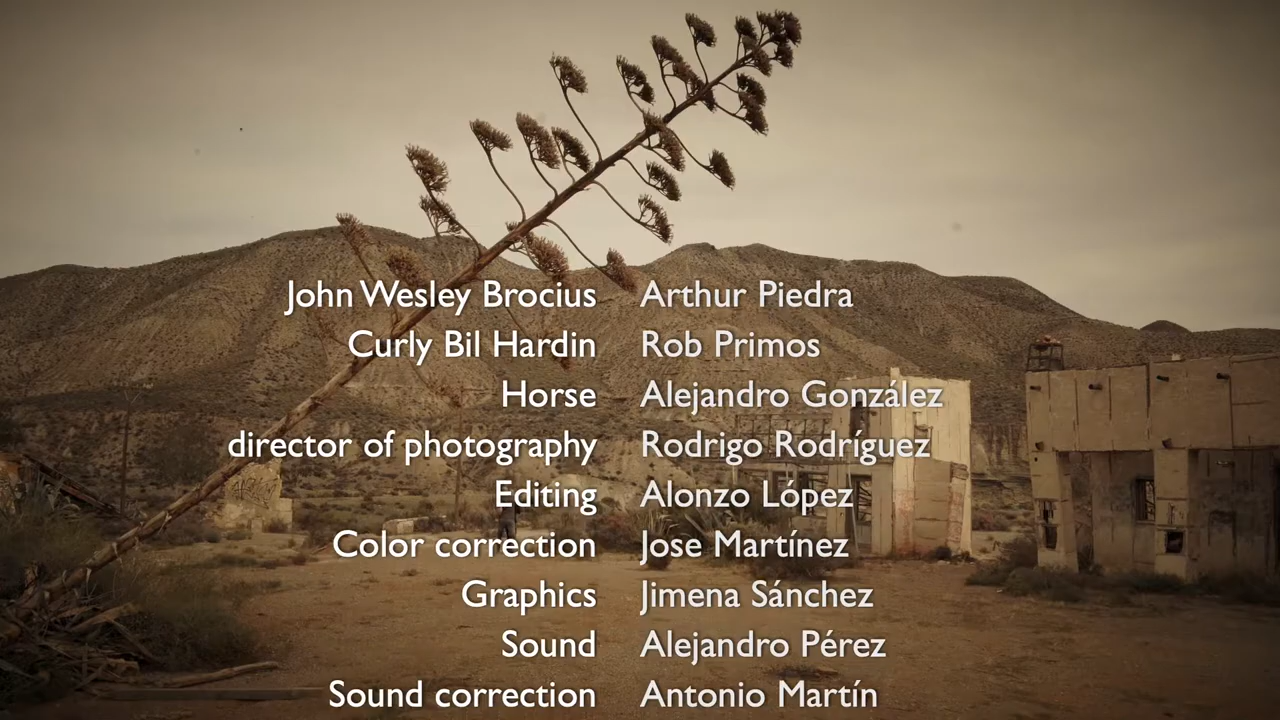 John Wesley Brocius Arthur Piedra
Curly Bil Hardin Rob Primos
Horse Alejandro González
director of photography Rodrigo Rodríguez
Editing Alonzo López
Color correction Jose Martínez
Graphics Jimena Sánchez
Sound Alejandro Pérez
Sound correction Antonio Martín